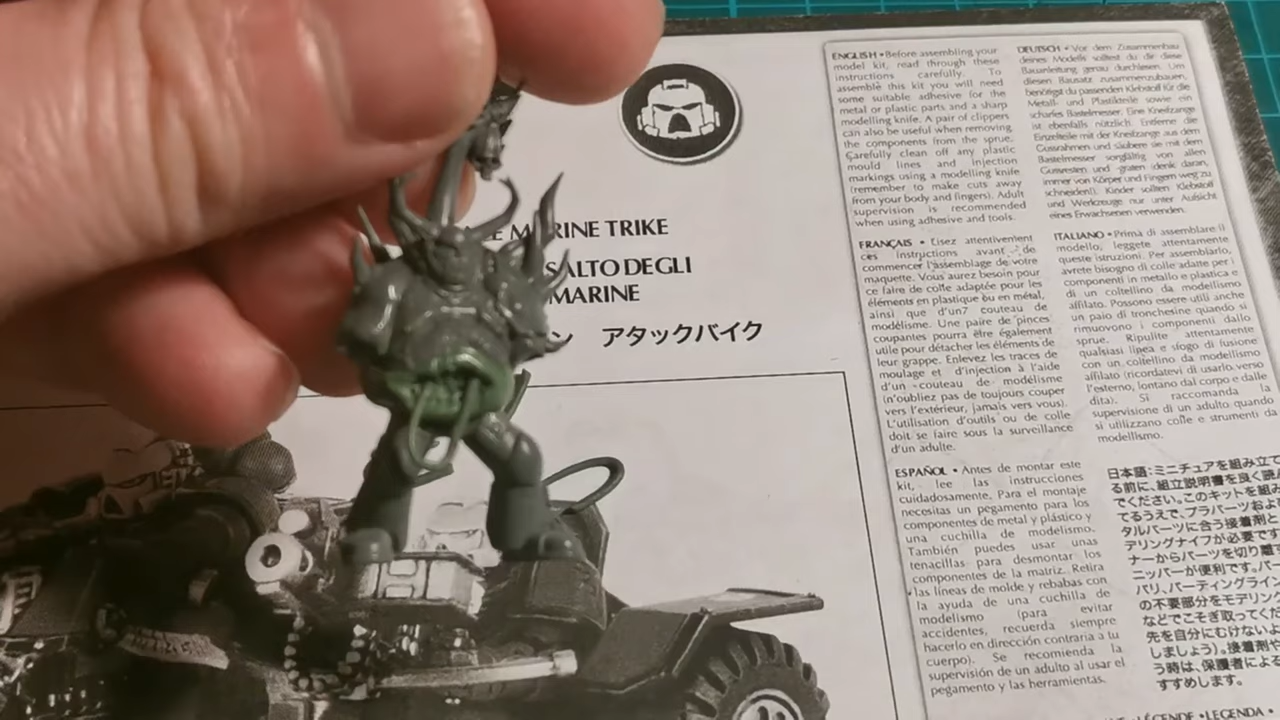 MARINE TRIKE
SALTO DEGLI
MARINE
ン アタックバイク
ENGLISH • Before assembling your
model kit, read through these
instructions carefully. To
assemble this kit you will need
some suitable adhesive for the
metal or plastic parts and a sharp
modelling knife. A pair of clippers
can also be useful when removing
the components from the sprue.
Carefully clean off any plastic
mould lines and injection
markings using a modelling knife
(remember to make cuts away
from your body and fingers). Adult
supervision is recommended
when using adhesive and tools.
FRANÇAIS • Lisez attentivement
ces instructions avant de
commencer l'assemblage de votre
maquette. Vous aurez besoin pour
ce faire de colle adaptée pour les
éléments en plastique ou en métal,
ainsi que d'un couteau de
modélisme. Une paire de pinces
coupantes pourra être également
utile pour détacher les éléments de
leur grappe. Enlevez les traces de
moulage et d'injection à l'aide
d'un couteau de modélisme
(n'oubliez pas de toujours couper
vers l'extérieur, jamais vers vous).
L'utilisation d'outils ou de colle
doit se faire sous la surveillance
d'un adulte.
ESPAÑOL • Antes de montar este
kit, lee las instrucciones
cuidadosamente. Para el montaje
necesitas un pegamento para los
componentes de metal y plástico y
una cuchilla de modelismo.
También puedes usar unas
tenacillas para desmontar los
componentes de la matriz. Retira
las líneas de molde y rebabas con
la ayuda de una cuchilla de
modelismo (para evitar
accidentes, recuerda siempre
hacerlo en dirección contraria a tu
cuerpo). Se recomienda la
supervisión de un adulto al usar el
pegamento y las herramientas.
DEUTSCH • Vor dem Zusammenbau
deines Modells solltest du dir diese
Bauanleitung genau durchlesen. Um
diesen Bausatz zusammenzubauen,
benötigst du passenden Klebstoff für die
Metall- und Plastikteile sowie ein
scharfes Bastelmesser. Eine Kneifzange
ist ebenfalls nützlich. Entferne die
Einzelteile mit der Kneifzange aus dem
Gussrahmen und säubere sie mit dem
Bastelmesser sorgfältig von allen
Gussresten und -graten (denk daran,
immer von Körper und Fingern weg zu
schneiden!). Kinder sollten Klebstoff
und Werkzeuge nur unter Aufsicht
eines Erwachsenen verwenden.
ITALIANO • Prima di assemblare il
modello, leggete attentamente
queste istruzioni. Per assemblarlo,
avrete bisogno di colle adatte per i
componenti in metallo e plastica e
di un coltellino da modellismo
affilato. Possono essere utili anche
un paio di tronchesine quando si
rimuovono i componenti dallo
sprue. Ripulite attentamente
qualsiasi linea e sfogo di fusione
con un coltellino da modellismo
affilato (ricordatevi di usarlo verso
l'esterno, lontano dal corpo e dalle
dita). Si raccomanda la
supervisione di un adulto quando
si utilizzano colle e strumenti da
modellismo.
日本語:ミニチュアを組み立て
る前に、組立説明書を良く読
でください。このキットを組み
てるうえで、プラパーツおよ
タルパーツに合う接着剤と
デリングナイフが必要です
ナーからパーツを切り離す
ニッパーが便利です。パー
バリ、パーティングライン
の不要部分をモデリング
などでこそぎ取ってくだ
先を自分にむけないよ
しましょう)。接着剤や
う時は、保護者による
すすめします。
LÉGENDE • LEGENDA •